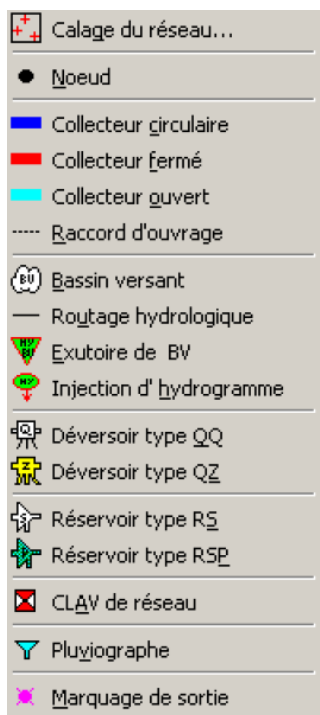 Calage du réseau...
Noeud
Collecteur circulaire
Collecteur fermé
Collecteur ouvert
Raccord d'ouvrage
BV Bassin versant
Routage hydrologique
Exutoire de BV
Injection d' hydrogramme
Q Déversoir type QQ
Z Déversoir type QZ
S Réservoir type RS
P Réservoir type RSP
CLAV de réseau
Pluviographe
Marquage de sortie